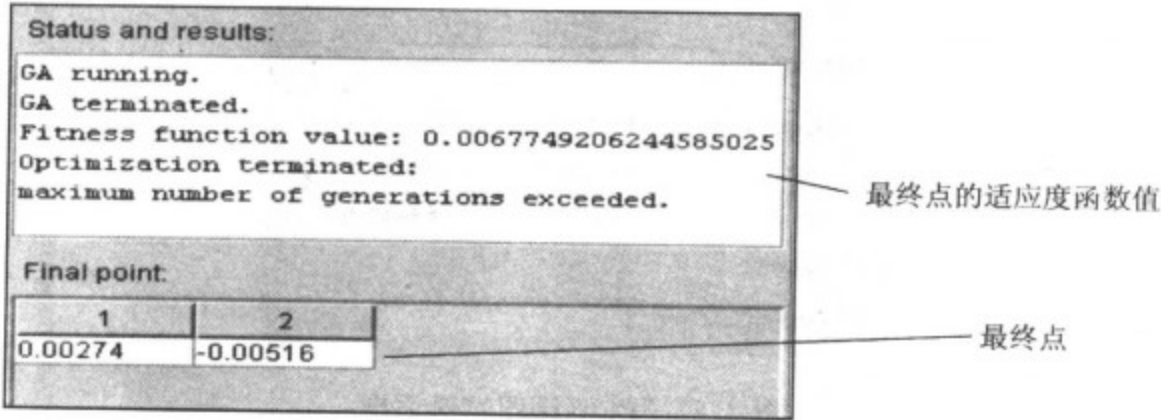 Status and results:
GA running.
GA terminated.
Fitness function value: 0.0067749206244585025
Optimization terminated:
maximum number of generations exceeded.
最终点的适应度函数值
Final point:
1 2
0.00274 -0.00516
最终点